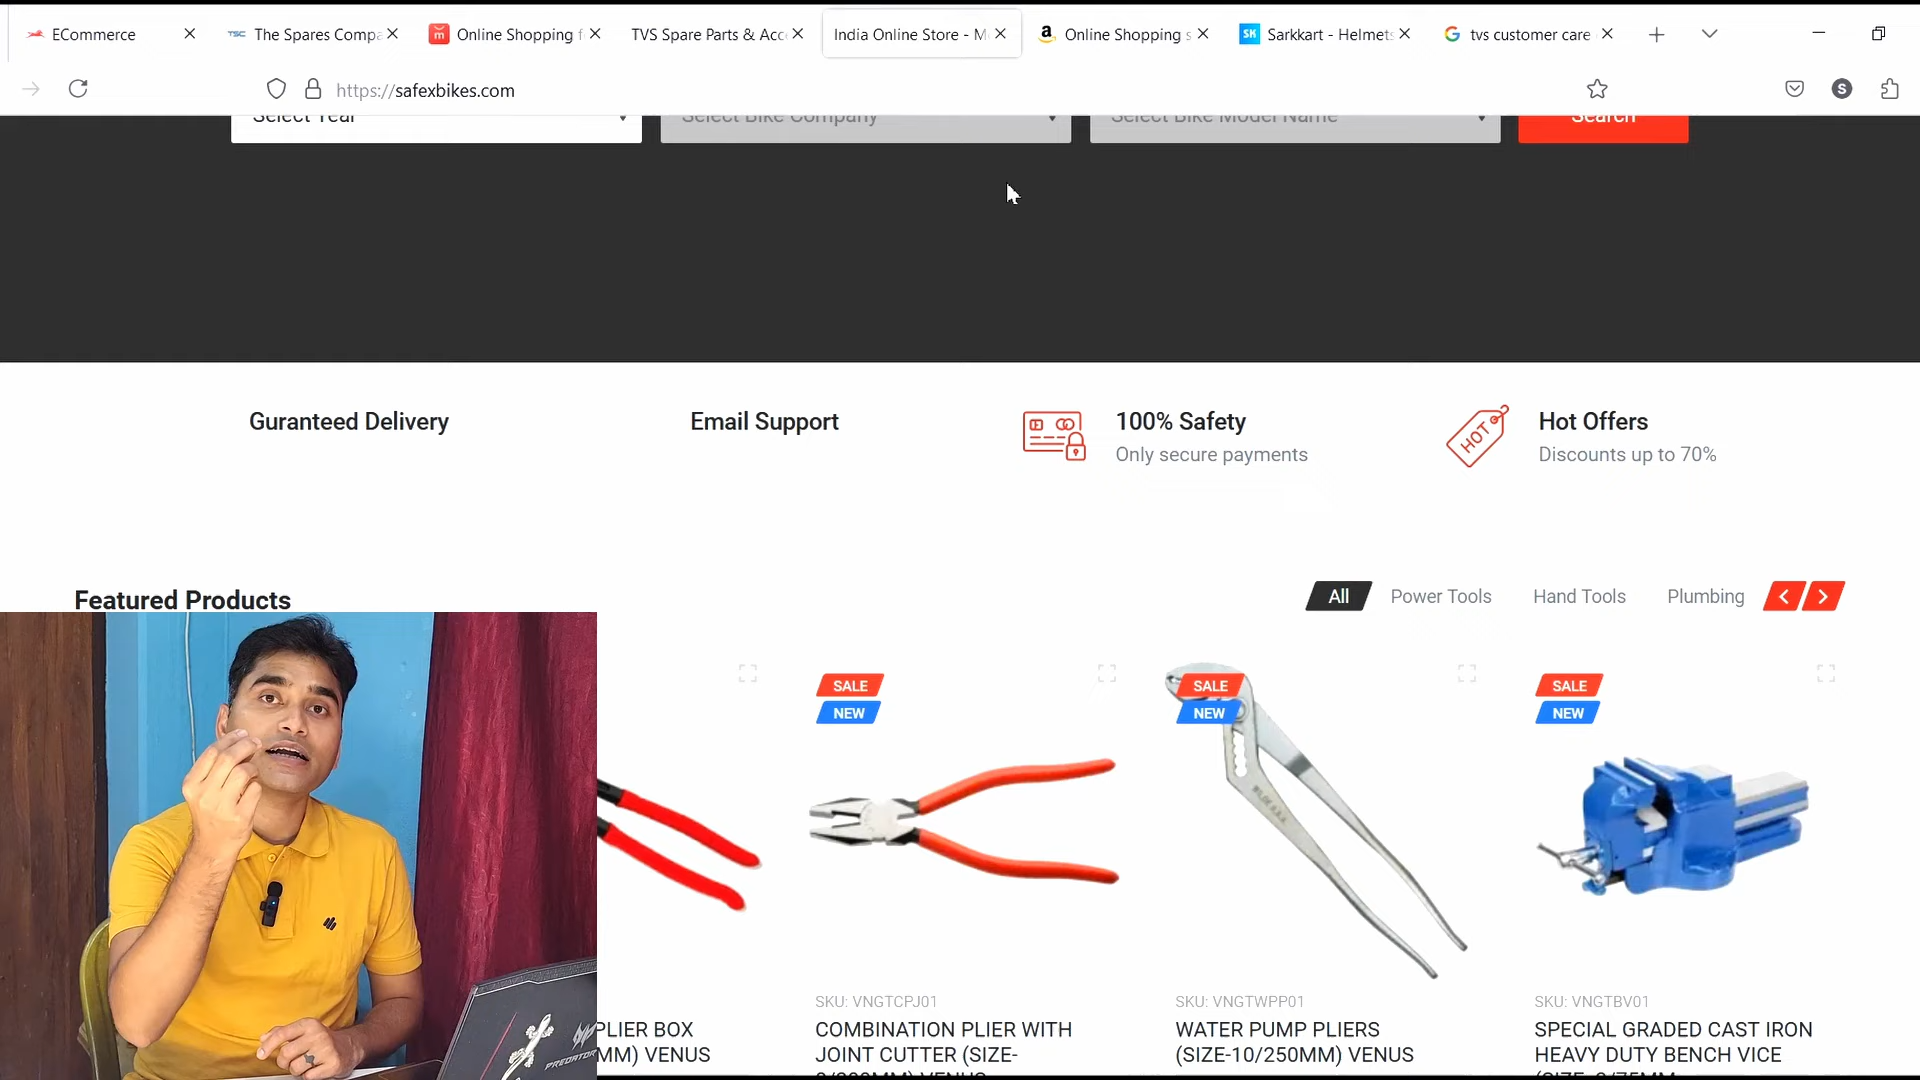 ECommerce
The Spares Compa
Online Shopping f
TVS Spare Parts & Acc
India Online Store - M
Online Shopping s
Sarkkart - Helmets
tvs customer care
https://safexbikes.com
Select Year
Select Bike Company
Select Bike Model Name
Search
Guranteed Delivery
Email Support
100% Safety
Only secure payments
HOT
Hot Offers
Discounts up to 70%
Featured Products
All
Power Tools
Hand Tools
Plumbing
SALE
NEW
SALE
NEW
SALE
NEW
PLIER BOX
MM) VENUS
SKU: VNGTCPJ01
COMBINATION PLIER WITH
JOINT CUTTER (SIZE-
SKU: VNGTWPP01
WATER PUMP PLIERS
(SIZE-10/250MM) VENUS
SKU: VNGTBV01
SPECIAL GRADED CAST IRON
HEAVY DUTY BENCH VICE
PREDATOR